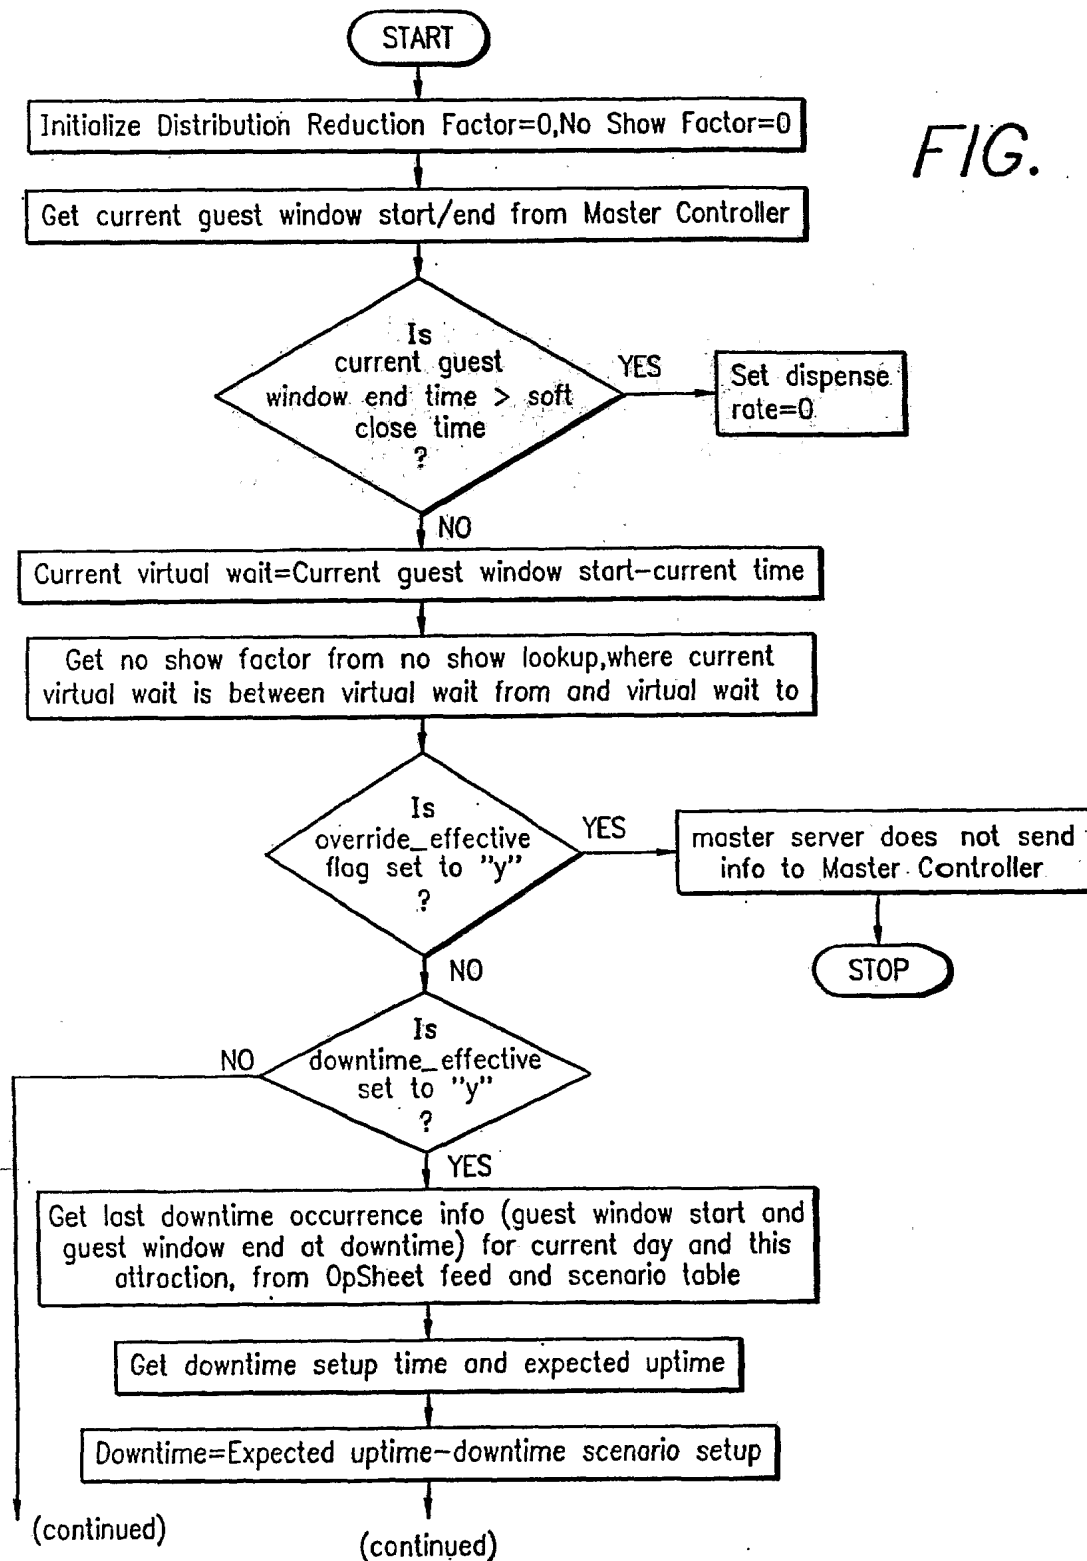 START
Initialize Distribution Reduction Factor=0,No Show Factor=0
FIG.
Get current guest window start/end from Master Controller
Is
current guest
window end time > soft
close time
?
YES
Set dispense
rate=0
NO
Current virtual wait=Current guest window start-current time
Get no show factor from no show lookup,where current
virtual wait is between virtual wait from and virtual wait to
Is
override_effective
flag set to "y"
?
YES
master server does not send
info to Master Controller
STOP
NO
Is
downtime_effective
set to "y"
?
NO
YES
Get last downtime occurrence info (guest window start and
guest window end at downtime) for current day and this
attraction, from OpSheet feed and scenario table
Get downtime setup time and expected uptime
Downtime=Expected uptime-downtime scenario setup
(continued)
(continued)